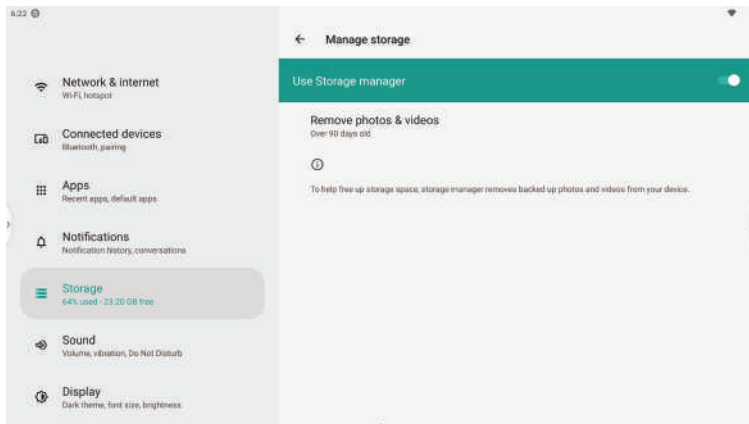 6:22
Manage storage
Network & internet
Wi-Fi, hotspot
Use Storage manager
Remove photos & videos
Over 90 days old
Connected devices
Bluetooth, pairing
Apps
Recent apps, default apps
To help free up storage space, storage manager removes backed up photos and videos from your device.
Notifications
Notification history, conversations
Storage
64% used - 23.20 GB free
Sound
Volume, vibration, Do Not Disturb
Display
Dark theme, font size, brightness